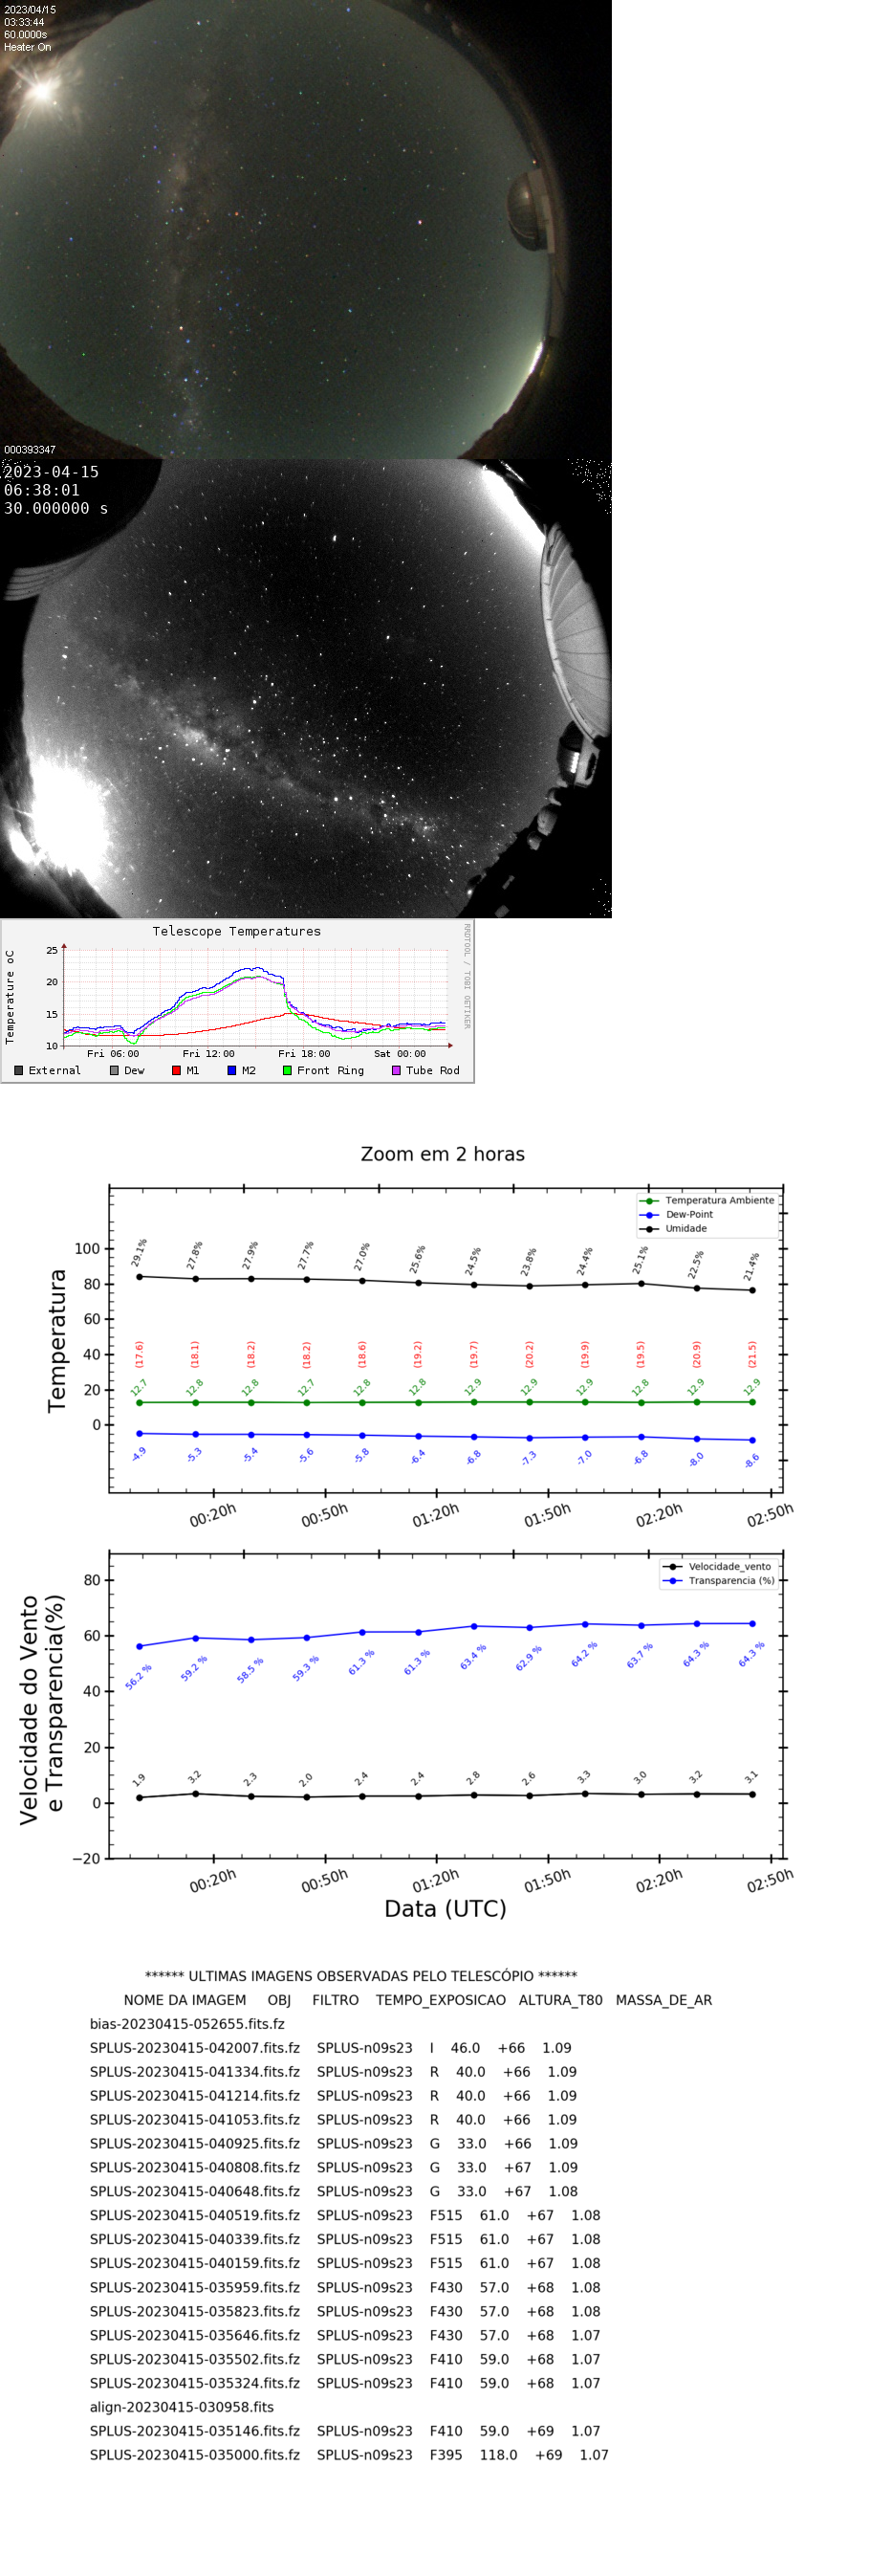 2023/04/15
03:33:44
60.0000s
Heater On
000393347
2023-04-15
06:38:01
30.000000 s
Telescope Temperatures
RRDTOOL / TOBI OETIKER
Temperature oC
25
20
15
10
Fri 06:00 Fri 12:00 Fri 18:00 Sat 00:00
External Dew M1 M2 Front Ring Tube Rod
Zoom em 2 horas
Temperatura Ambiente
Dew-Point
Umidade
Temperatura
100
80
60
40
20
0
29.1% 27.8% 27.9% 27.7% 27.0% 25.6% 24.5% 23.8% 24.4% 25.1% 22.5% 21.4%
(17.6) (18.1) (18.2) (18.2) (18.6) (19.2) (19.7) (20.2) (19.9) (19.5) (20.9) (21.5)
12.7 12.8 12.8 12.7 12.8 12.8 12.9 12.9 12.9 12.8 12.9 12.9
-4.9 -5.3 -5.4 -5.6 -5.8 -6.4 -6.8 -7.3 -7.0 -6.8 -8.0 -8.6
00:20h 00:50h 01:20h 01:50h 02:20h 02:50h
Velocidade_vento
Transparencia (%)
Velocidade do Vento
e Transparencia(%)
80
60
40
20
0
−20
56.2 % 59.2 % 58.5 % 59.3 % 61.3 % 61.3 % 63.4 % 62.9 % 64.2 % 63.7 % 64.3 % 64.3 %
1.9 3.2 2.3 2.0 2.4 2.4 2.8 2.6 3.3 3.0 3.2 3.1
00:20h 00:50h 01:20h 01:50h 02:20h 02:50h
Data (UTC)
****** ULTIMAS IMAGENS OBSERVADAS PELO TELESCÓPIO ******
NOME DA IMAGEM OBJ FILTRO TEMPO_EXPOSICAO ALTURA_T80 MASSA_DE_AR
bias-20230415-052655.fits.fz
SPLUS-20230415-042007.fits.fz SPLUS-n09s23 I 46.0 +66 1.09
SPLUS-20230415-041334.fits.fz SPLUS-n09s23 R 40.0 +66 1.09
SPLUS-20230415-041214.fits.fz SPLUS-n09s23 R 40.0 +66 1.09
SPLUS-20230415-041053.fits.fz SPLUS-n09s23 R 40.0 +66 1.09
SPLUS-20230415-040925.fits.fz SPLUS-n09s23 G 33.0 +66 1.09
SPLUS-20230415-040808.fits.fz SPLUS-n09s23 G 33.0 +67 1.09
SPLUS-20230415-040648.fits.fz SPLUS-n09s23 G 33.0 +67 1.08
SPLUS-20230415-040519.fits.fz SPLUS-n09s23 F515 61.0 +67 1.08
SPLUS-20230415-040339.fits.fz SPLUS-n09s23 F515 61.0 +67 1.08
SPLUS-20230415-040159.fits.fz SPLUS-n09s23 F515 61.0 +67 1.08
SPLUS-20230415-035959.fits.fz SPLUS-n09s23 F430 57.0 +68 1.08
SPLUS-20230415-035823.fits.fz SPLUS-n09s23 F430 57.0 +68 1.08
SPLUS-20230415-035646.fits.fz SPLUS-n09s23 F430 57.0 +68 1.07
SPLUS-20230415-035502.fits.fz SPLUS-n09s23 F410 59.0 +68 1.07
SPLUS-20230415-035324.fits.fz SPLUS-n09s23 F410 59.0 +68 1.07
align-20230415-030958.fits
SPLUS-20230415-035146.fits.fz SPLUS-n09s23 F410 59.0 +69 1.07
SPLUS-20230415-035000.fits.fz SPLUS-n09s23 F395 118.0 +69 1.07